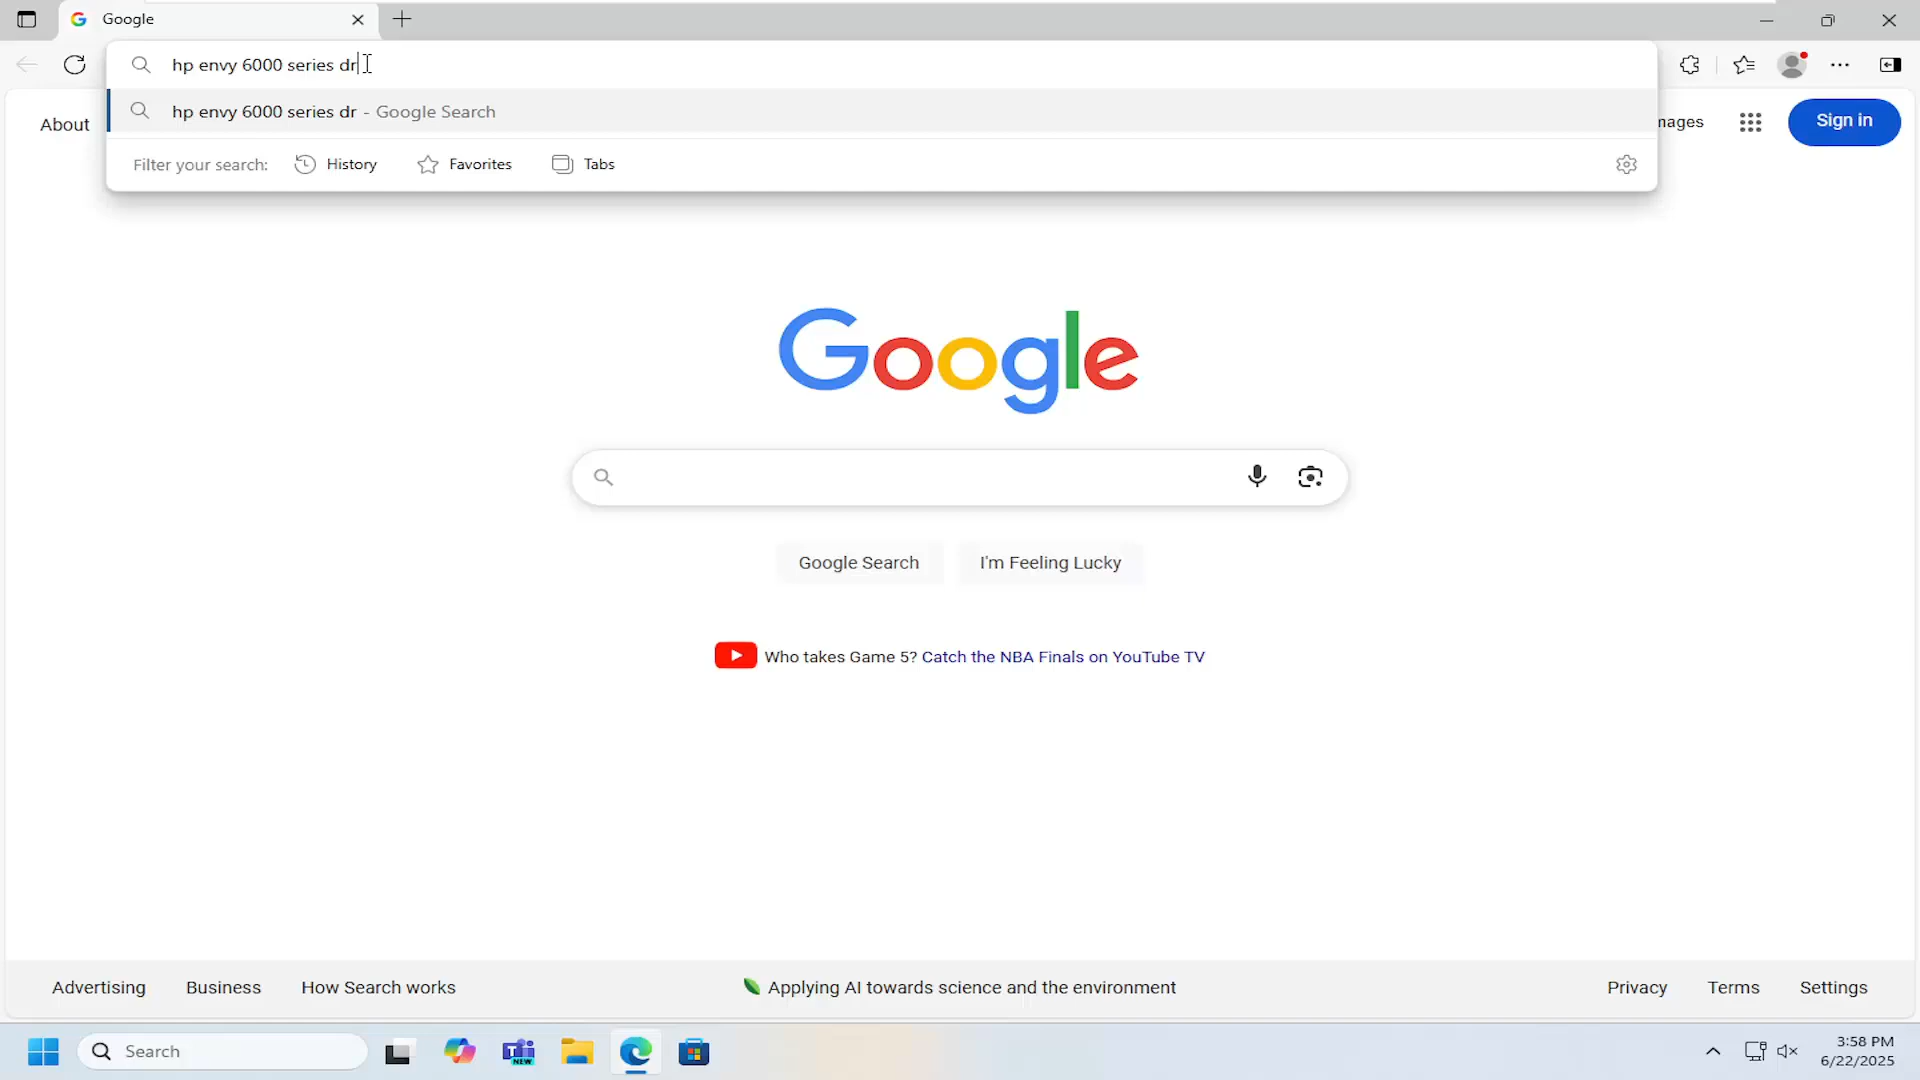 Google
hp envy 6000 series dr
hp envy 6000 series dr - Google Search
About
mages
Sign in
Filter your search:
History
Favorites
Tabs
Google
Google Search
I'm Feeling Lucky
Who takes Game 5? Catch the NBA Finals on YouTube TV
Advertising
Business
How Search works
Applying AI towards science and the environment
Privacy
Terms
Settings
Search
NEW
3:58 PM
6/22/2025